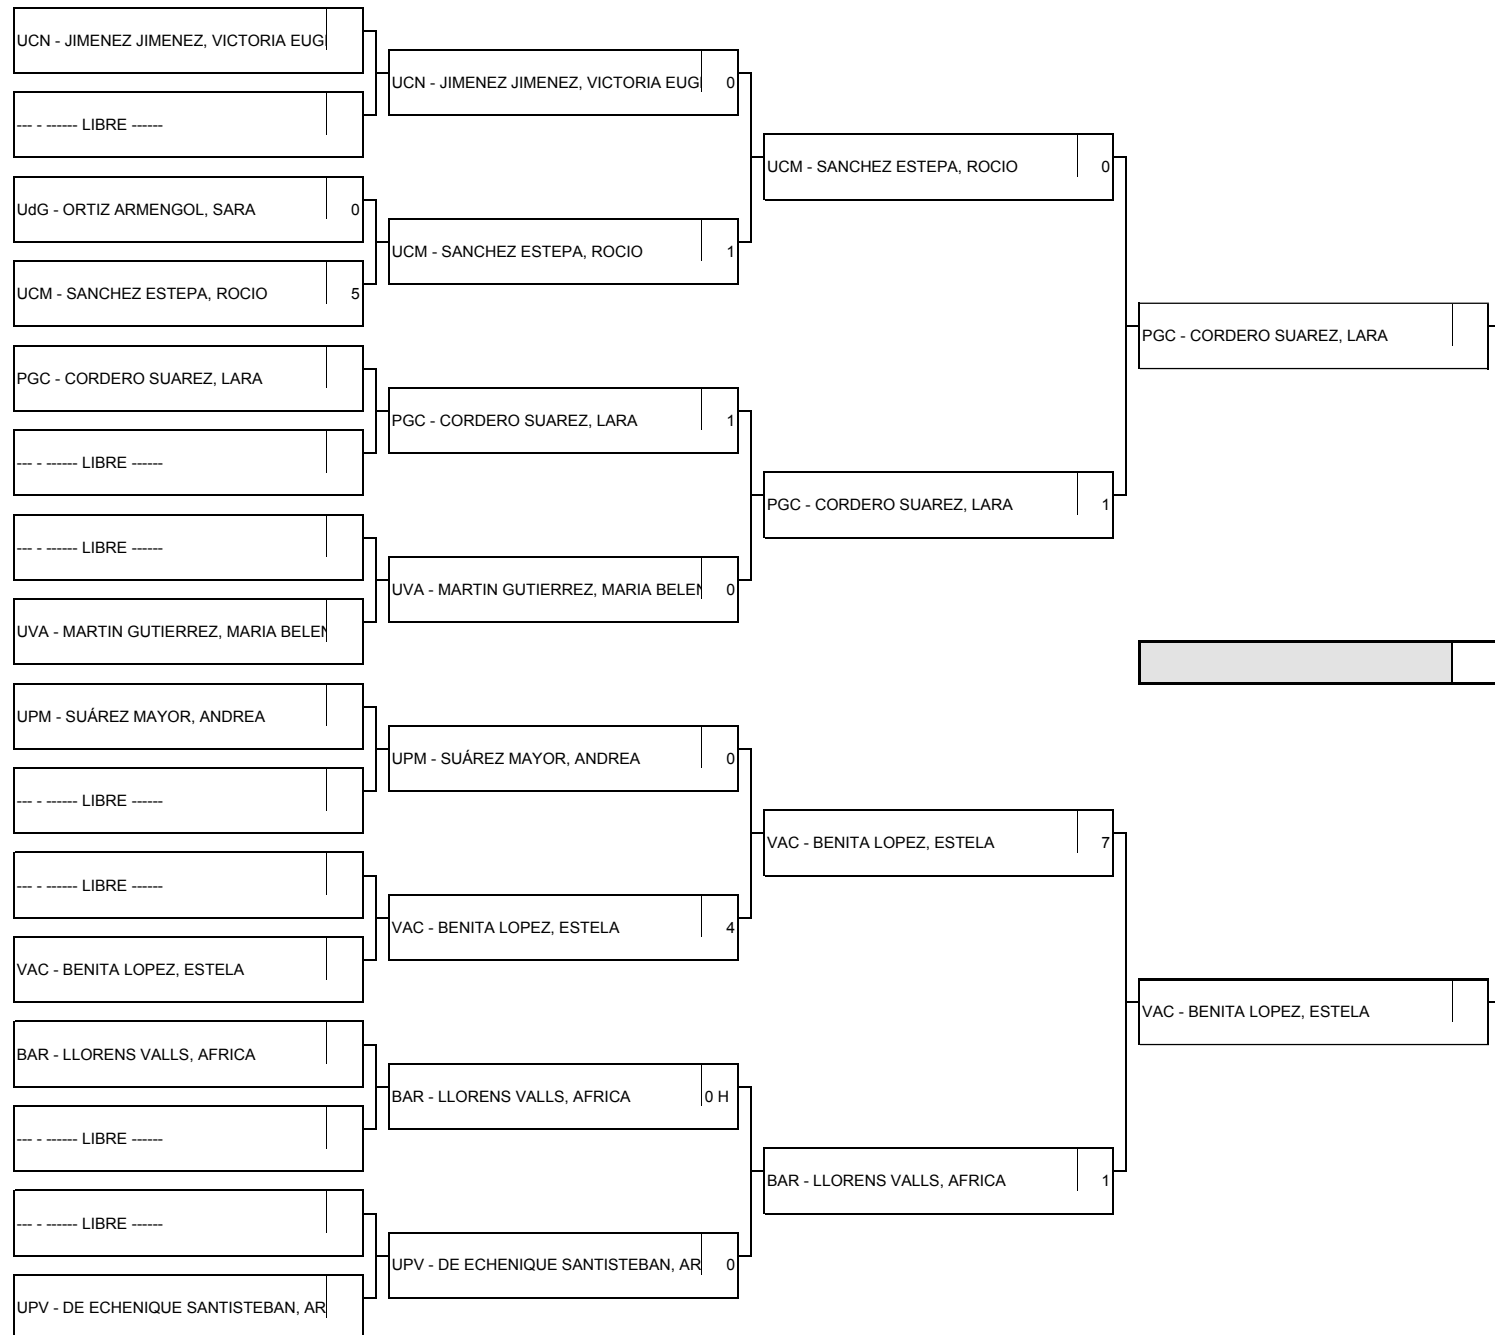 UCN - JIMENEZ JIMENEZ, VICTORIA EUG
--- - ------ LIBRE ------
UdG - ORTIZ ARMENGOL, SARA 0
UCM - SANCHEZ ESTEPA, ROCIO 5
PGC - CORDERO SUAREZ, LARA
--- - ------ LIBRE ------
--- - ------ LIBRE ------
UVA - MARTIN GUTIERREZ, MARIA BELEN
UPM - SUÁREZ MAYOR, ANDREA
--- - ------ LIBRE ------
--- - ------ LIBRE ------
VAC - BENITA LOPEZ, ESTELA
BAR - LLORENS VALLS, AFRICA
--- - ------ LIBRE ------
--- - ------ LIBRE ------
UPV - DE ECHENIQUE SANTISTEBAN, AR
UCN - JIMENEZ JIMENEZ, VICTORIA EUG 0
UCM - SANCHEZ ESTEPA, ROCIO 1
PGC - CORDERO SUAREZ, LARA 1
UVA - MARTIN GUTIERREZ, MARIA BELEN 0
UPM - SUÁREZ MAYOR, ANDREA 0
VAC - BENITA LOPEZ, ESTELA 4
BAR - LLORENS VALLS, AFRICA 0 H
UPV - DE ECHENIQUE SANTISTEBAN, AR 0
UCM - SANCHEZ ESTEPA, ROCIO 0
PGC - CORDERO SUAREZ, LARA 1
VAC - BENITA LOPEZ, ESTELA 7
BAR - LLORENS VALLS, AFRICA 1
PGC - CORDERO SUAREZ, LARA
VAC - BENITA LOPEZ, ESTELA